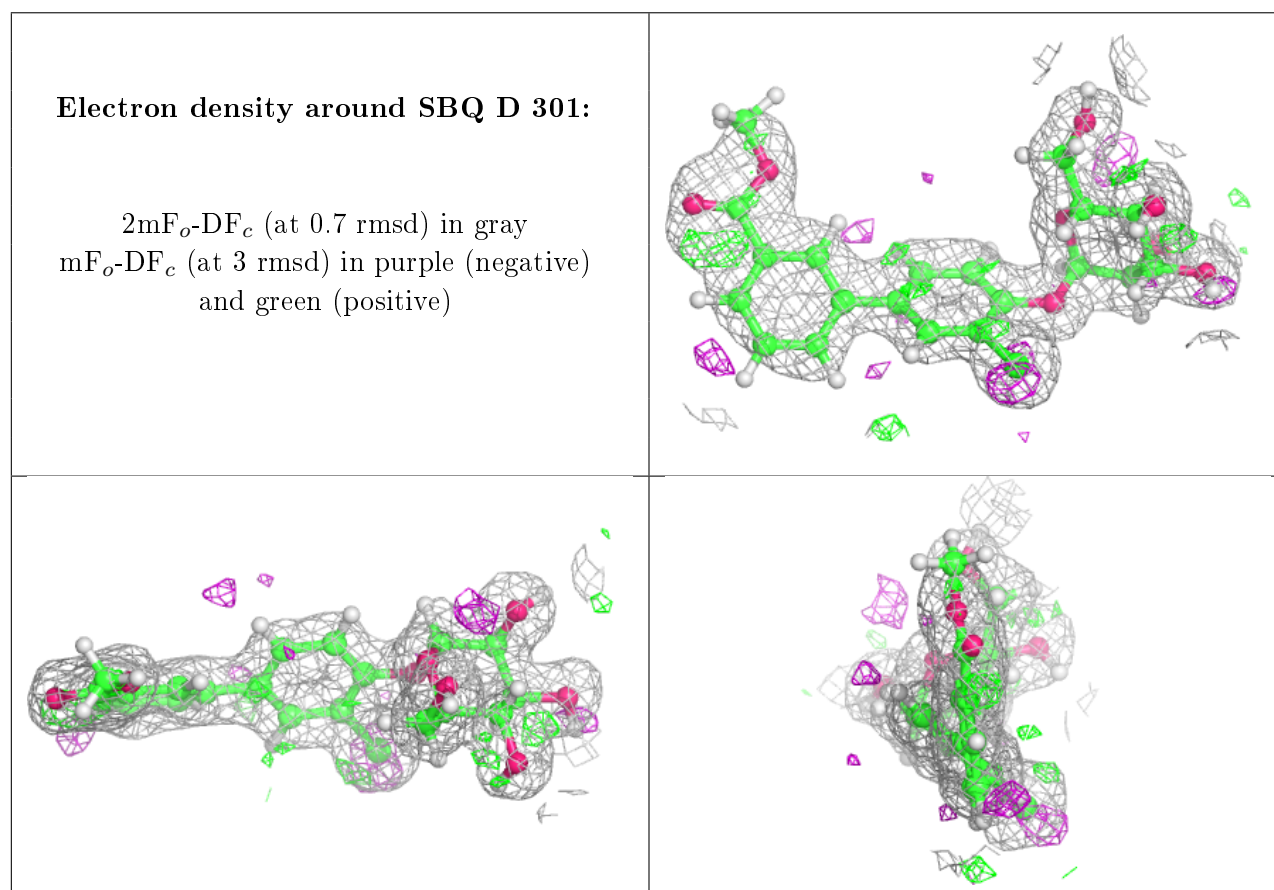 Electron density around SBQ D 301:
2mFo-DFc (at 0.7 rmsd) in gray
mFo-DFc (at 3 rmsd) in purple (negative)
and green (positive)